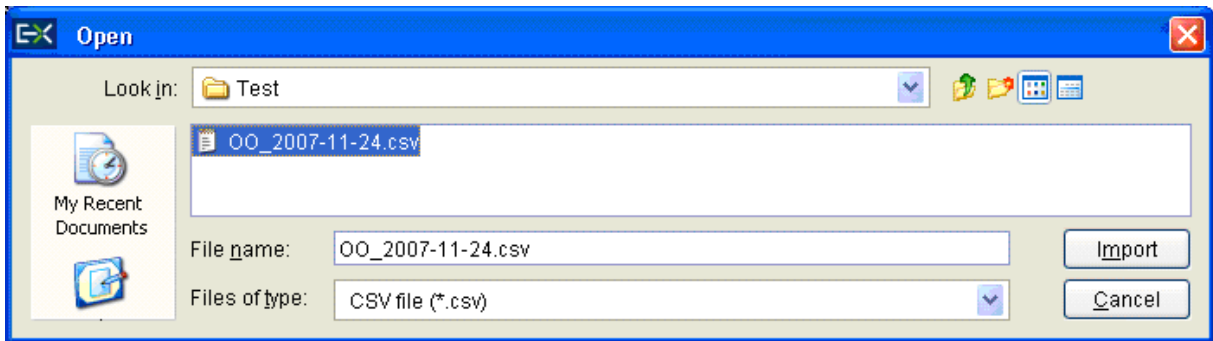 E-X Open
Look in: Test
OO_2007-11-24.csv
My Recent
Documents
File name: OO_2007-11-24.csv Import
Files of type: CSV file (*.csv) Cancel